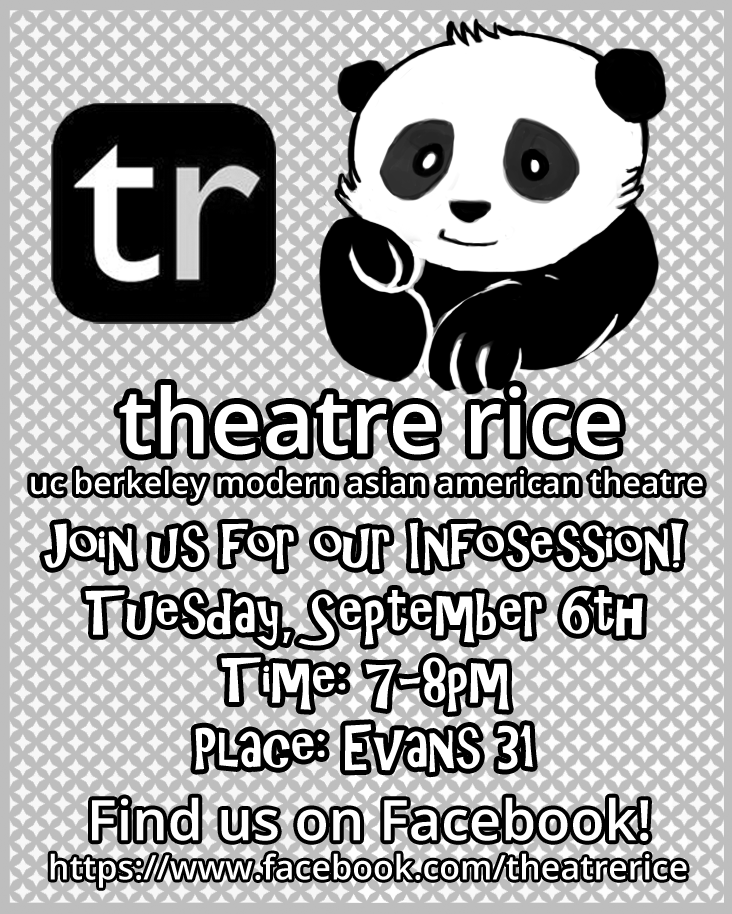 tr
theatre rice
uc berkeley modern asian american theatre
Join us for our Infosession!
Tuesday, September 6th
Time: 7-8pm
Place: Evans 31
Find us on Facebook!
https://www.facebook.com/theatrerice